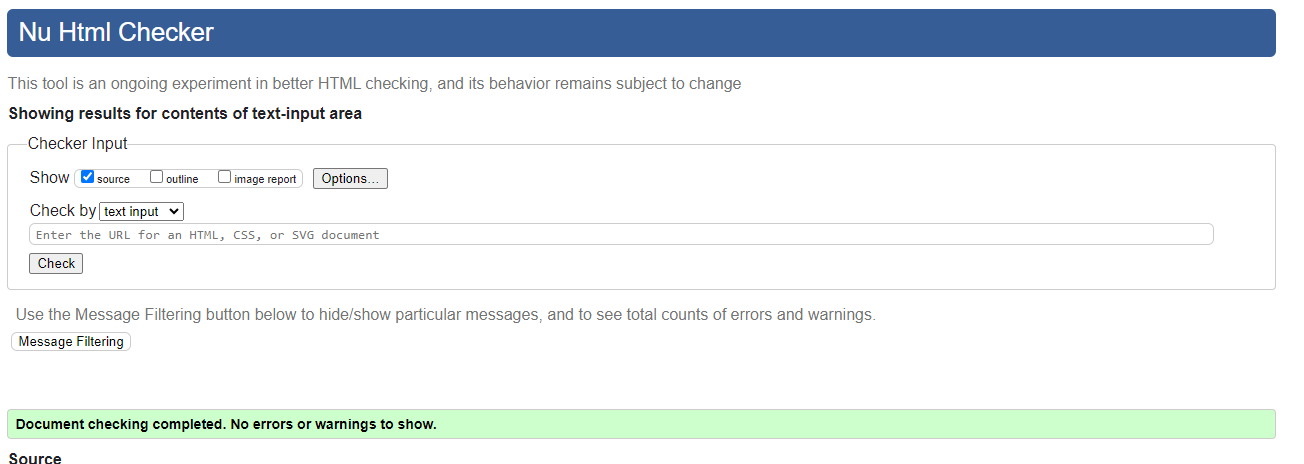 Nu Html Checker
This tool is an ongoing experiment in better HTML checking, and its behavior remains subject to change
Showing results for contents of text-input area
Checker Input
Show source outline image report Options...
Check by text input
Enter the URL for an HTML, CSS, or SVG document
Check
Use the Message Filtering button below to hide/show particular messages, and to see total counts of errors and warnings.
Message Filtering
Document checking completed. No errors or warnings to show.
Source